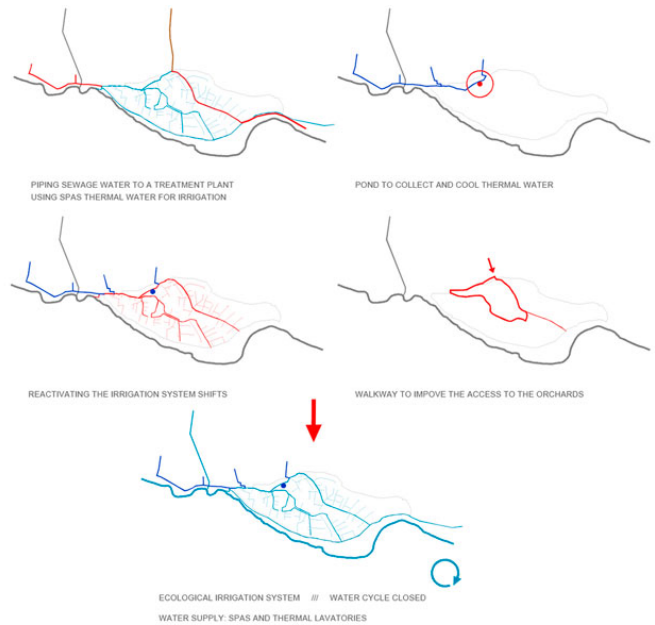 PIPING SEWAGE WATER TO A TREATMENT PLANT
USING SPAS THERMAL WATER FOR IRRIGATION
POND TO COLLECT AND COOL THERMAL WATER
REACTIVATING THE IRRIGATION SYSTEM SHIFTS
WALKWAY TO IMPOVE THE ACCESS TO THE ORCHARDS
ECOLOGICAL IRRIGATION SYSTEM /// WATER CYCLE CLOSED
WATER SUPPLY: SPAS AND THERMAL LAVATORIES